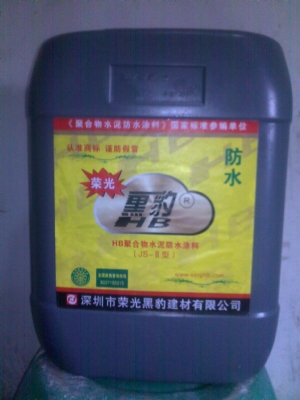 《聚合物水泥防水涂料》国家标准参编单位
认准商标 谨防假冒
防水
荣光
黑豹
HB
®
HB聚合物水泥防水涂料
(JS-Ⅱ型)
深圳市荣光黑豹建材有限公司